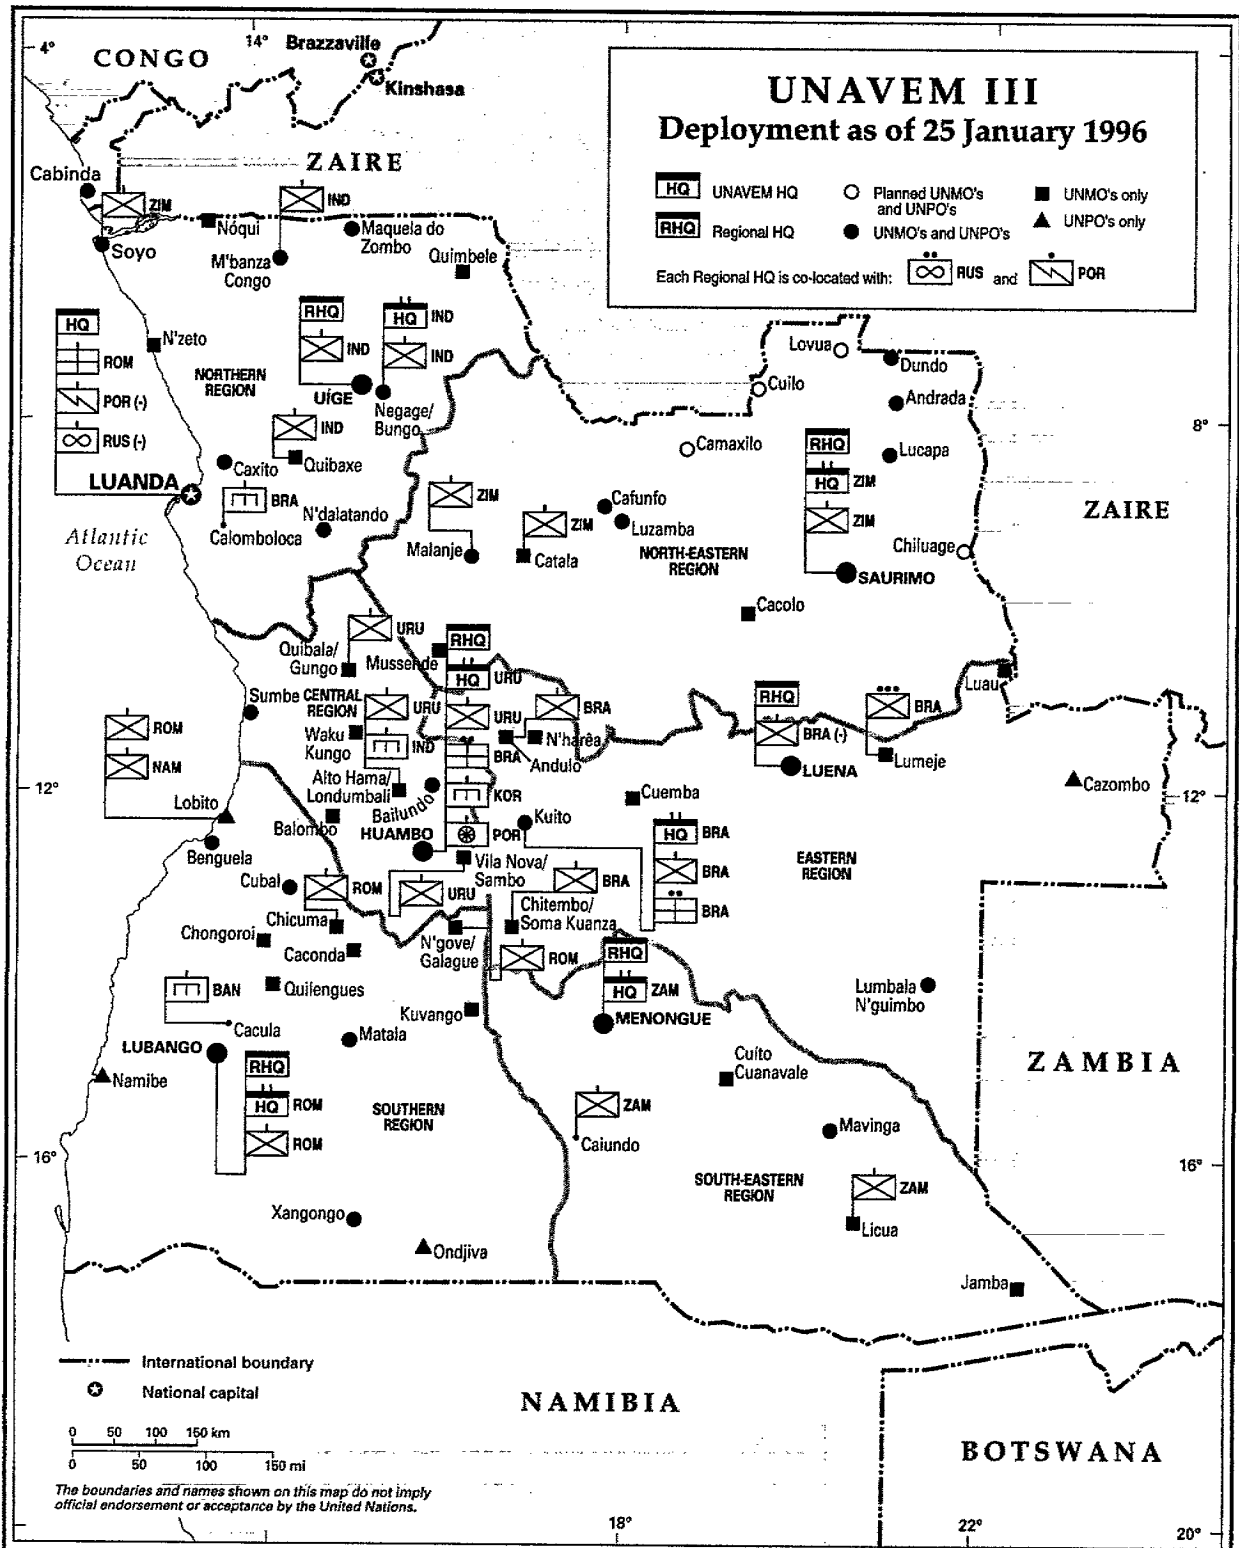 4°
14°
CONGO
Brazzaville
Kinshasa
UNAVEM III
Deployment as of 25 January 1996
HQ UNAVEM HQ
RHQ Regional HQ
Planned UNMO's
and UNPO's
UNMO's and UNPO's
UNMO's only
UNPO's only
Each Regional HQ is co-located with: RUS and POR
ZAIRE
Cabinda
ZIM
IND
Soyo
Nóqui
M'banza
Congo
Maquela do
Zombo
Quimbele
HQ
ROM
POR (-)
RUS (-)
N'zeto
RHQ
IND
HQ IND
IND
NORTHERN
REGION
UÍGE
Negage/
Bungo
Lovua
Dundo
Cuilo
Andrada
8°
IND
Quibaxe
Caxito
LUANDA
BRA
Calomboloca
N'dalatando
Camaxilo
Lucapa
RHQ
HQ ZIM
ZIM
SAURIMO
ZIM
Malanje
ZIM
Catala
Cafunfo
Luzamba
NORTH-EASTERN
REGION
Chiluage
ZAIRE
Atlantic
Ocean
Cacolo
URU
Quibala/
Gungo
Mussende
RHQ
HQ URU
URU
BRA
KOR
POR
Sumbe
CENTRAL
REGION
URU
IND
Waku
Kungo
BRA
N'harêa
Andulo
RHQ
BRA (-)
LUENA
BRA
Lumeje
Luau
Cazombo
ROM
NAM
12°
12°
Lobito
Alto Hama/
Londumbali
Bailundo
Balombo
HUAMBO
Kuito
Cuemba
Benguela
Vila Nova/
Sambo
HQ BRA
BRA
BRA
EASTERN
REGION
Cubal
ROM
URU
BRA
Chicuma
Chitembo/
Soma Kuanza
Chongoroi
Caconda
N'gove/
Galague
ROM
RHQ
HQ ZAM
MENONGUE
BAN
Quilengues
Kuvango
Lumbala
N'guimbo
Cacula
LUBANGO
Matala
Cuíto
Cuanavale
ZAMBIA
Namibe
RHQ
HQ ROM
ROM
SOUTHERN
REGION
ZAM
Caiundo
Mavinga
16°
16°
SOUTH-EASTERN
REGION
ZAM
Licua
Xangongo
Ondjiva
Jamba
International boundary
National capital
NAMIBIA
BOTSWANA
0 50 100 150 km
0 50 100 150 mi
The boundaries and names shown on this map do not imply
official endorsement or acceptance by the United Nations.
18°
22°
20°